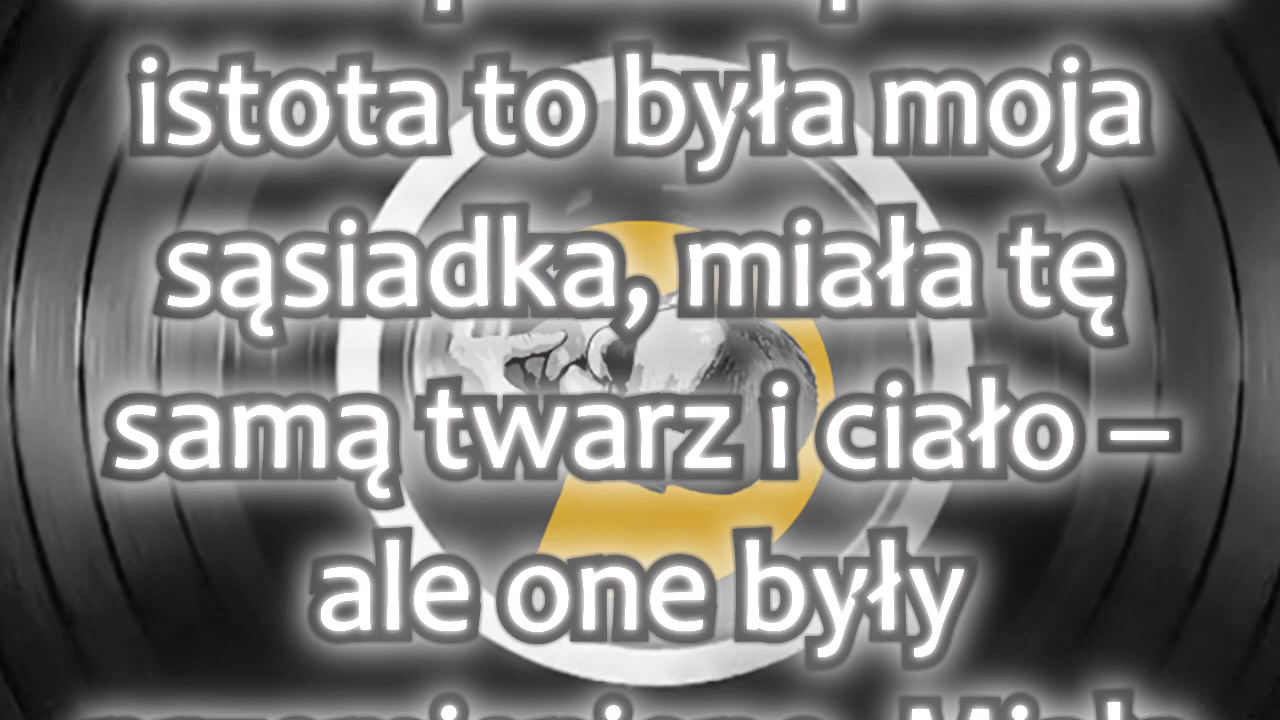 istota to była moja
sąsiadka, miała tę
samą twarz i ciało –
ale one były